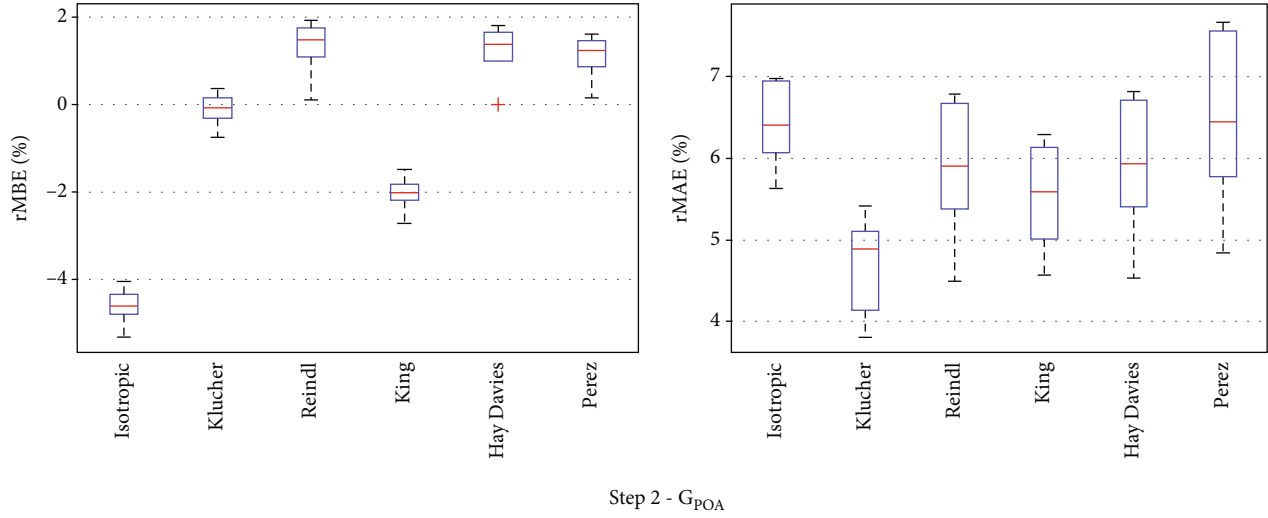 rMBE (%)
2
0
−2
−4
Isotropic
Klucher
Reindl
King
Hay Davies
Perez
rMAE (%)
7
6
5
4
Isotropic
Klucher
Reindl
King
Hay Davies
Perez
Step 2 - GPOA